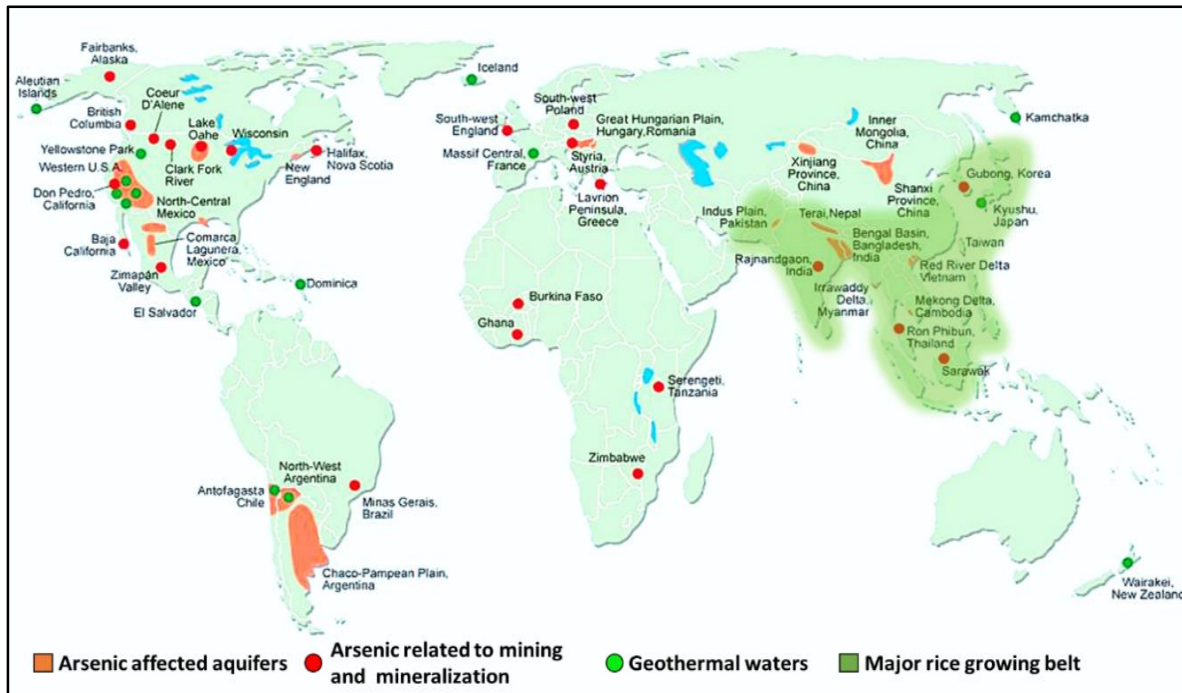 Fairbanks,
Alaska
Aleutian
Islands
Coeur
D'Alene
British
Columbia
Lake
Oahe
Wisconsin
Yellowstone Park
Western U.S.A.
Clark Fork
River
New
England
Halifax,
Nova Scotia
Don Pedro,
California
North-Central
Mexico
Baja
California
Comarca
Lagunera,
Mexico
Zimapán
Valley
El Salvador
Dominica
Iceland
South-west
Poland
South-west
England
Great Hungarian Plain,
Hungary,Romania
Massif Central,
France
Styria,
Austria
Lavrion
Peninsula,
Greece
Inner
Mongolia,
China
Kamchatka
Xinjiang
Province,
China
Gubong, Korea
Shanxi
Province,
China
Kyushu,
Japan
Indus Plain,
Pakistan
Terai,Nepal
Bengal Basin,
Bangladesh,
India
Taiwan
Rajnandgaon,
India
Red River Delta
Vietnam
Irrawaddy
Delta,
Myanmar
Mekong Delta,
Cambodia
Ron Phibun,
Thailand
Sarawak
Burkina Faso
Ghana
Serengeti,
Tanzania
Zimbabwe
North-West
Argentina
Antofagasta
Chile
Minas Gerais,
Brazil
Chaco-Pampean Plain,
Argentina
Wairakei,
New Zealand
Arsenic affected aquifers
Arsenic related to mining
and mineralization
Geothermal waters
Major rice growing belt